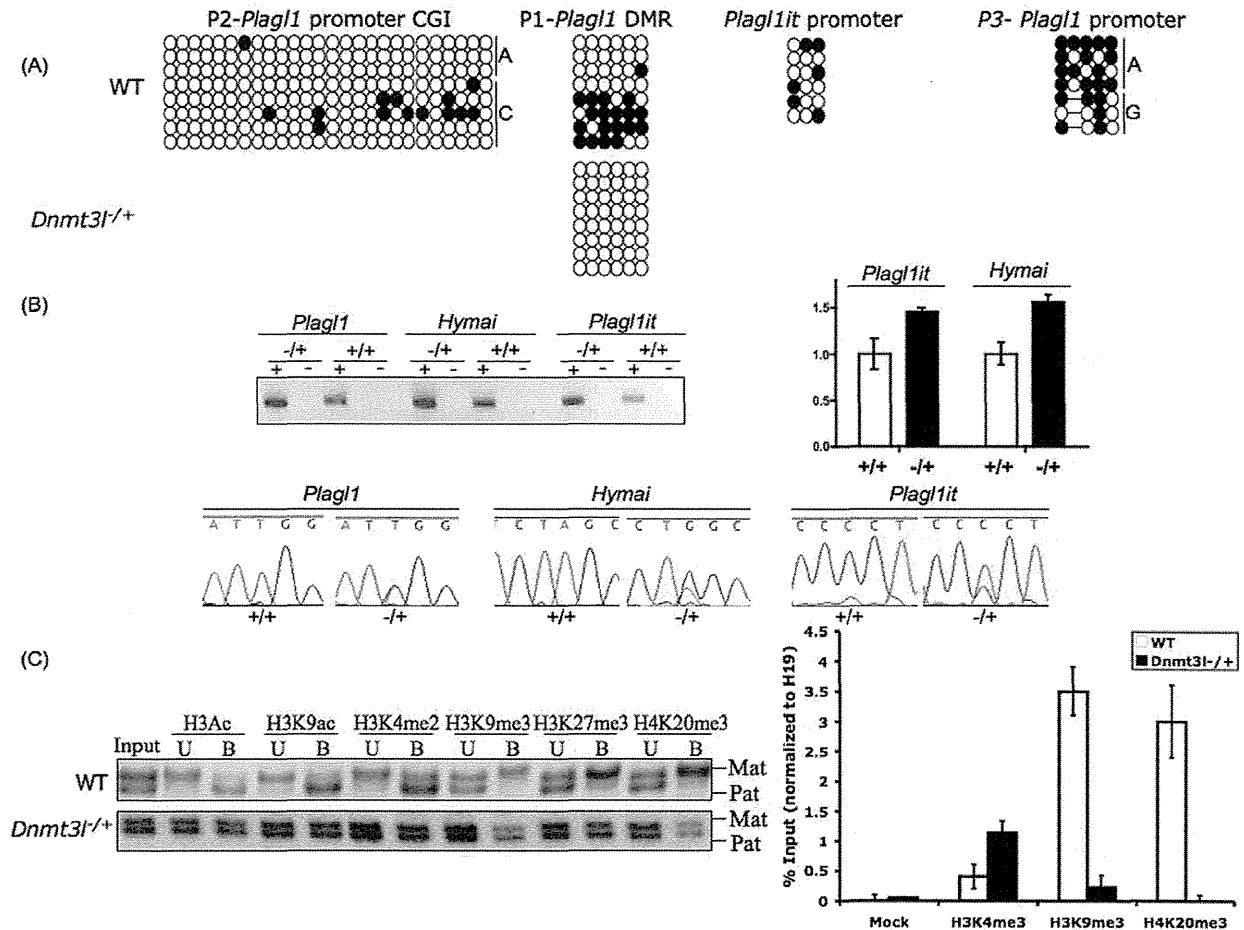 P2-Plagl1 promoter CGI P1-Plagl1 DMR Plagl1it promoter P3- Plagl1 promoter
(A)
WT
A
C
A
G
Dnmt3l-/+
(B)
Plagl1 Hymai Plagl1it
-/+ +/+ -/+ +/+ -/+ +/+
+ - + - + - + - + - + -
Plagl1it Hymai
1.5
1.0
0.5
0.0
+/+ -/+ +/+ -/+
Plagl1 Hymai Plagl1it
A T T G G A T T G G T C T A G C C T G G C C C C C T C C C C T
+/+ -/+ +/+ -/+ +/+ -/+
(C)
H3Ac H3K9ac H3K4me2 H3K9me3 H3K27me3 H4K20me3
Input U B U B U B U B U B U B
WT
Mat
Pat
Dnmt3l-/+
Mat
Pat
% Input (normalized to H19)
4.5
4
3.5
3
2.5
2
1.5
1
0.5
0
WT
Dnmt3l-/+
Mock H3K4me3 H3K9me3 H4K20me3